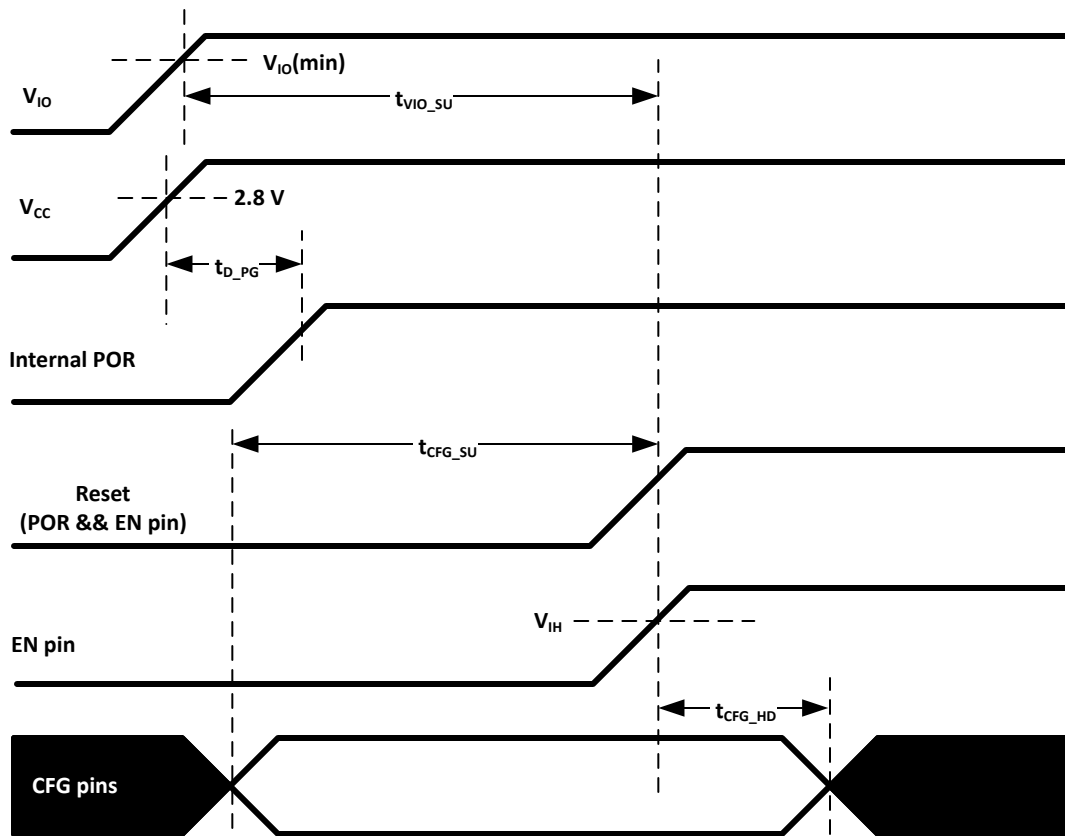 V_IO(min)
V_IO
t_VIO_SU
2.8 V
V_CC
t_D_PG
Internal POR
t_CFG_SU
Reset
(POR && EN pin)
V_IH
EN pin
t_CFG_HD
CFG pins